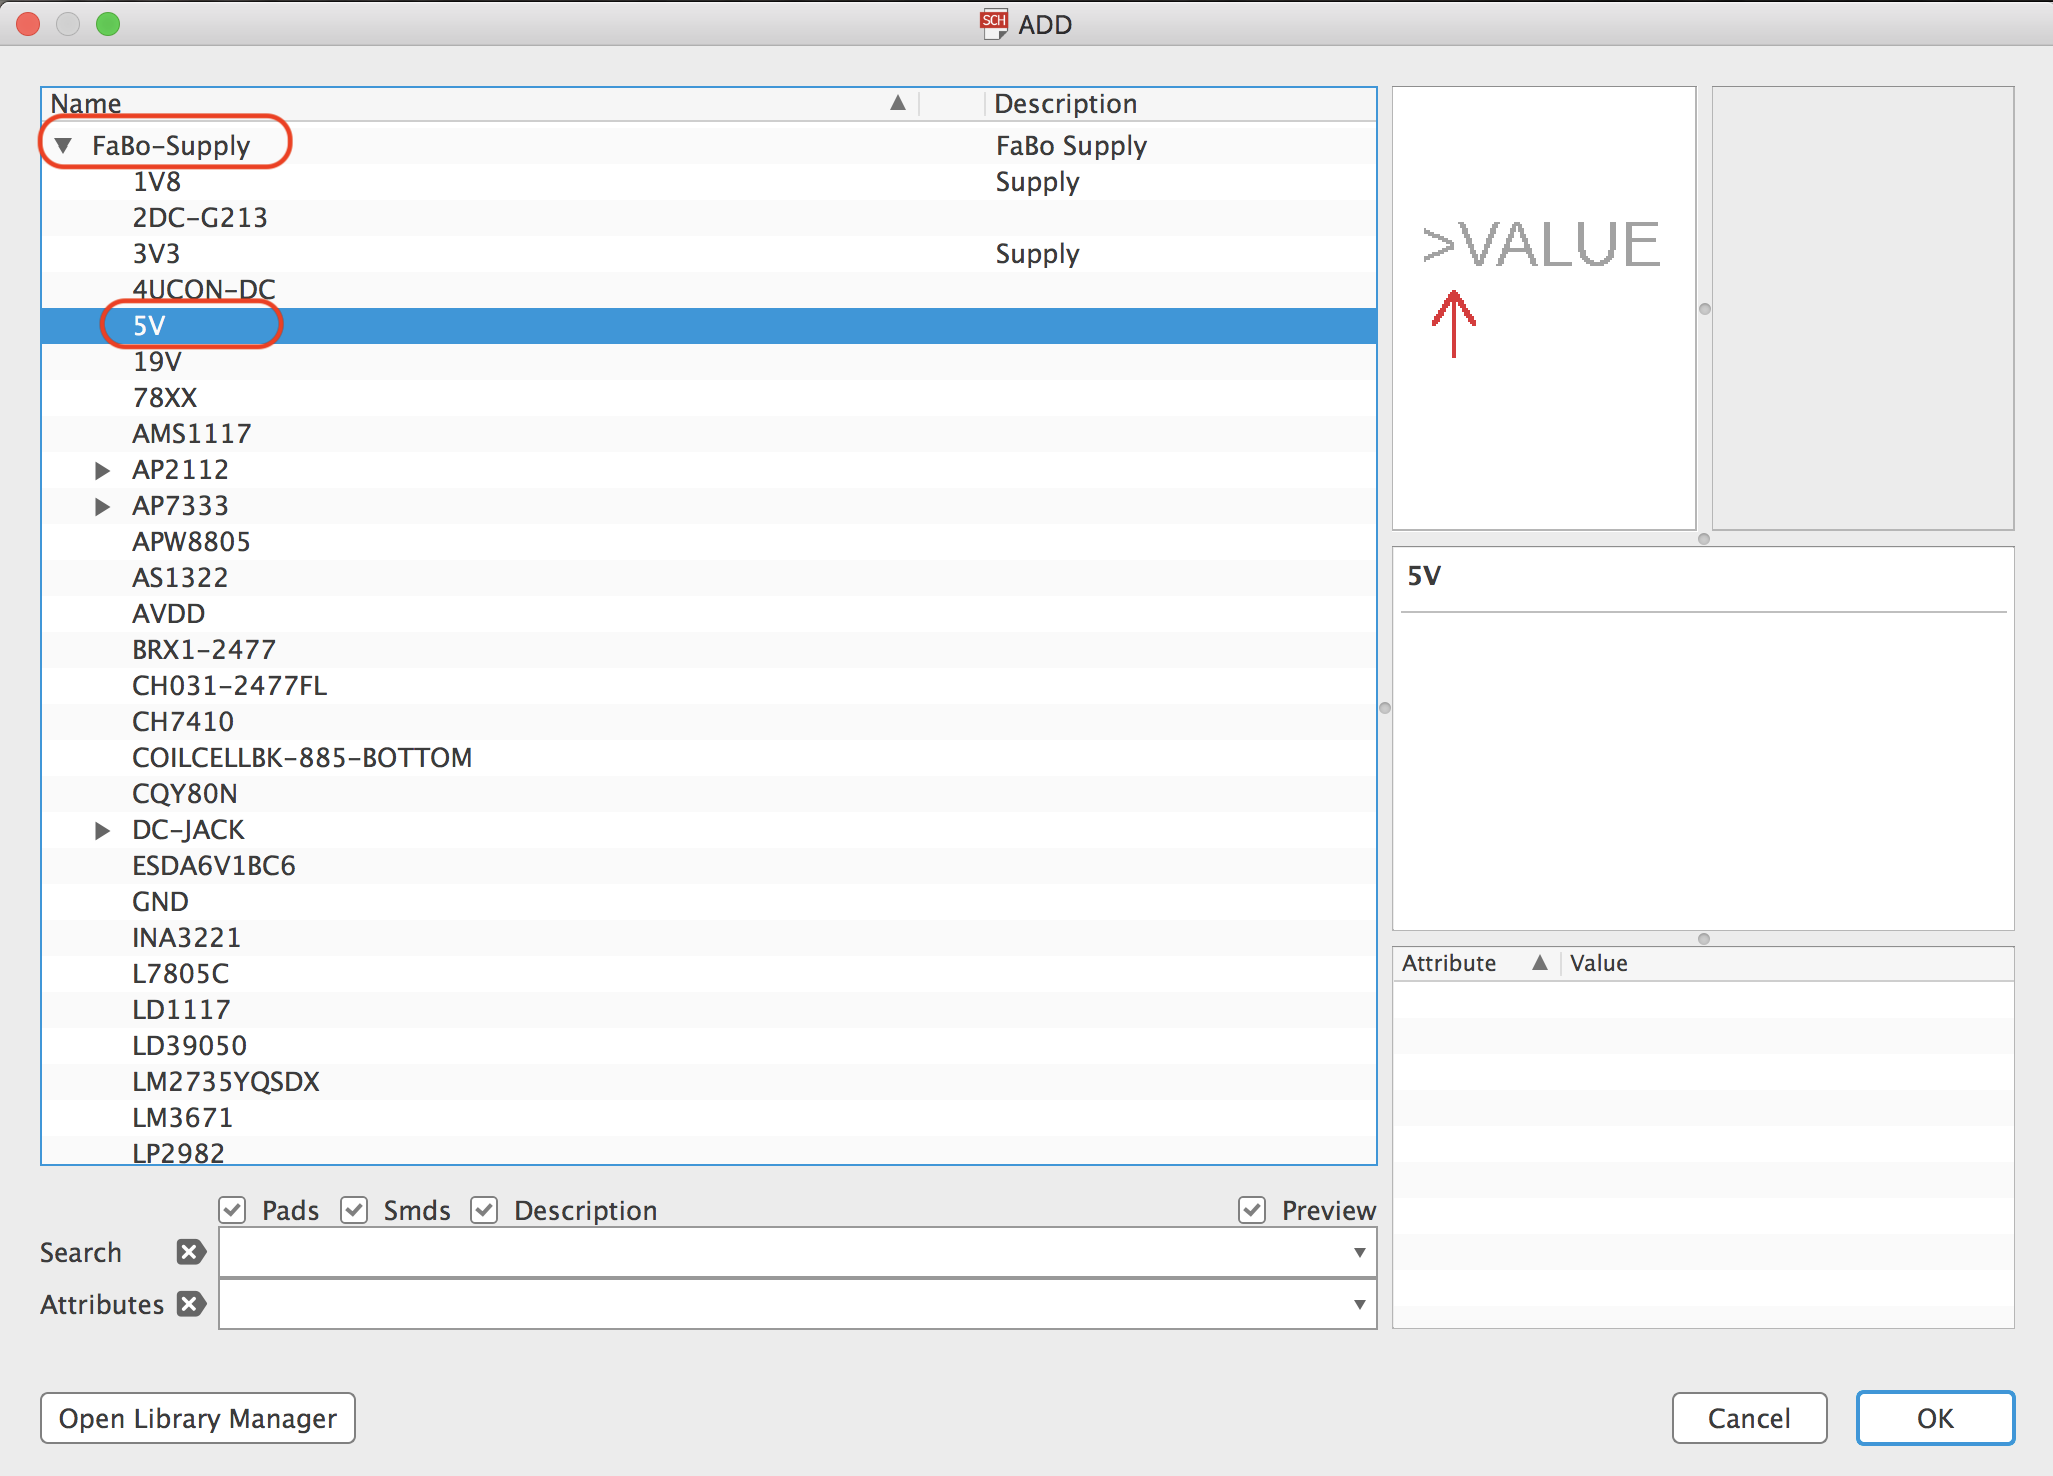 SCH ADD
Name Description
FaBo-Supply FaBo Supply
1V8 Supply
2DC-G213
3V3 Supply
4UCON-DC
5V
19V
78XX
AMS1117
AP2112
AP7333
APW8805
AS1322
AVDD
BRX1-2477
CH031-2477FL
CH7410
COILCELLBK-885-BOTTOM
CQY80N
DC-JACK
ESDA6V1BC6
GND
INA3221
L7805C
LD1117
LD39050
LM2735YQSDX
LM3671
LP2982
>VALUE
5V
Attribute Value
Pads Smds Description Preview
Search
Attributes
Open Library Manager Cancel OK